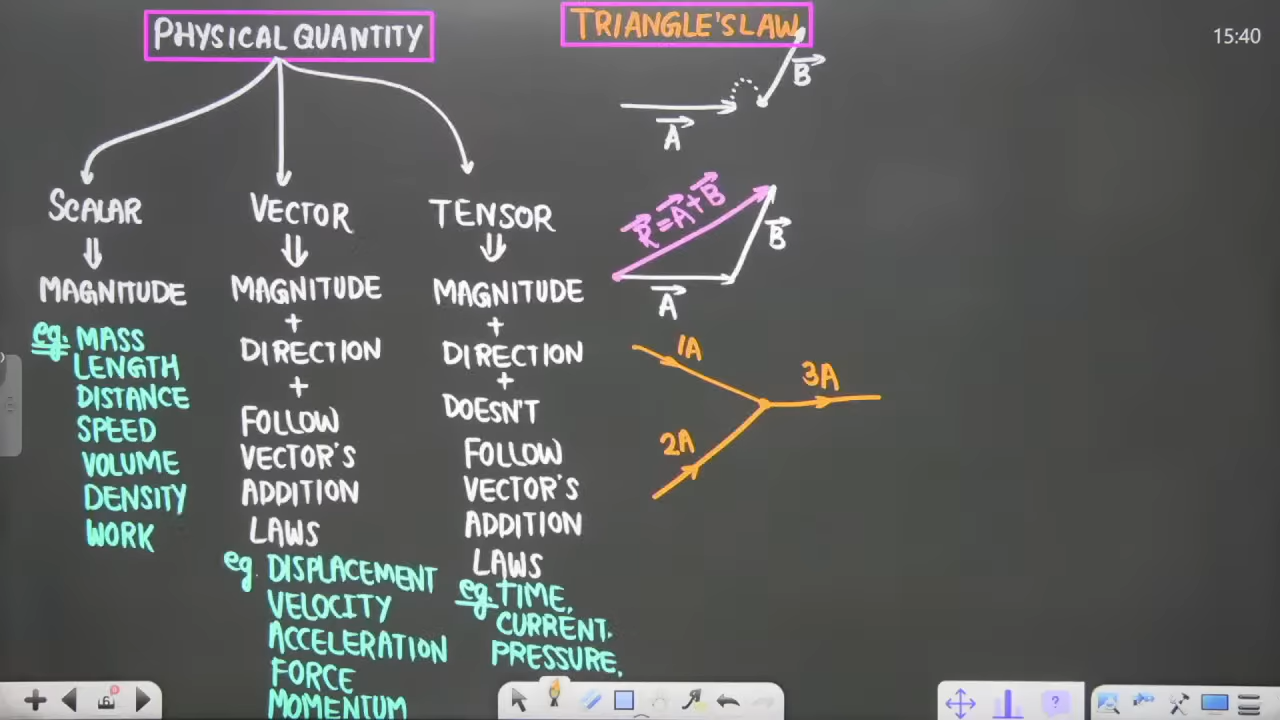 PHYSICAL QUANTITY
SCALAR
MAGNITUDE
eg. MASS
LENGTH
DISTANCE
SPEED
VOLUME
DENSITY
WORK
VECTOR
MAGNITUDE
+
DIRECTION
+
FOLLOW
VECTOR'S
ADDITION
LAWS
eg. DISPLACEMENT
VELOCITY
ACCELERATION
FORCE
MOMENTUM
TENSOR
MAGNITUDE
+
DIRECTION
+
DOESN'T
FOLLOW
VECTOR'S
ADDITION
LAWS
eg. TIME,
CURRENT.
PRESSURE,
TRIANGLE'S LAW
B
A
R = A + B
B
A
1A
3A
2A
15:40